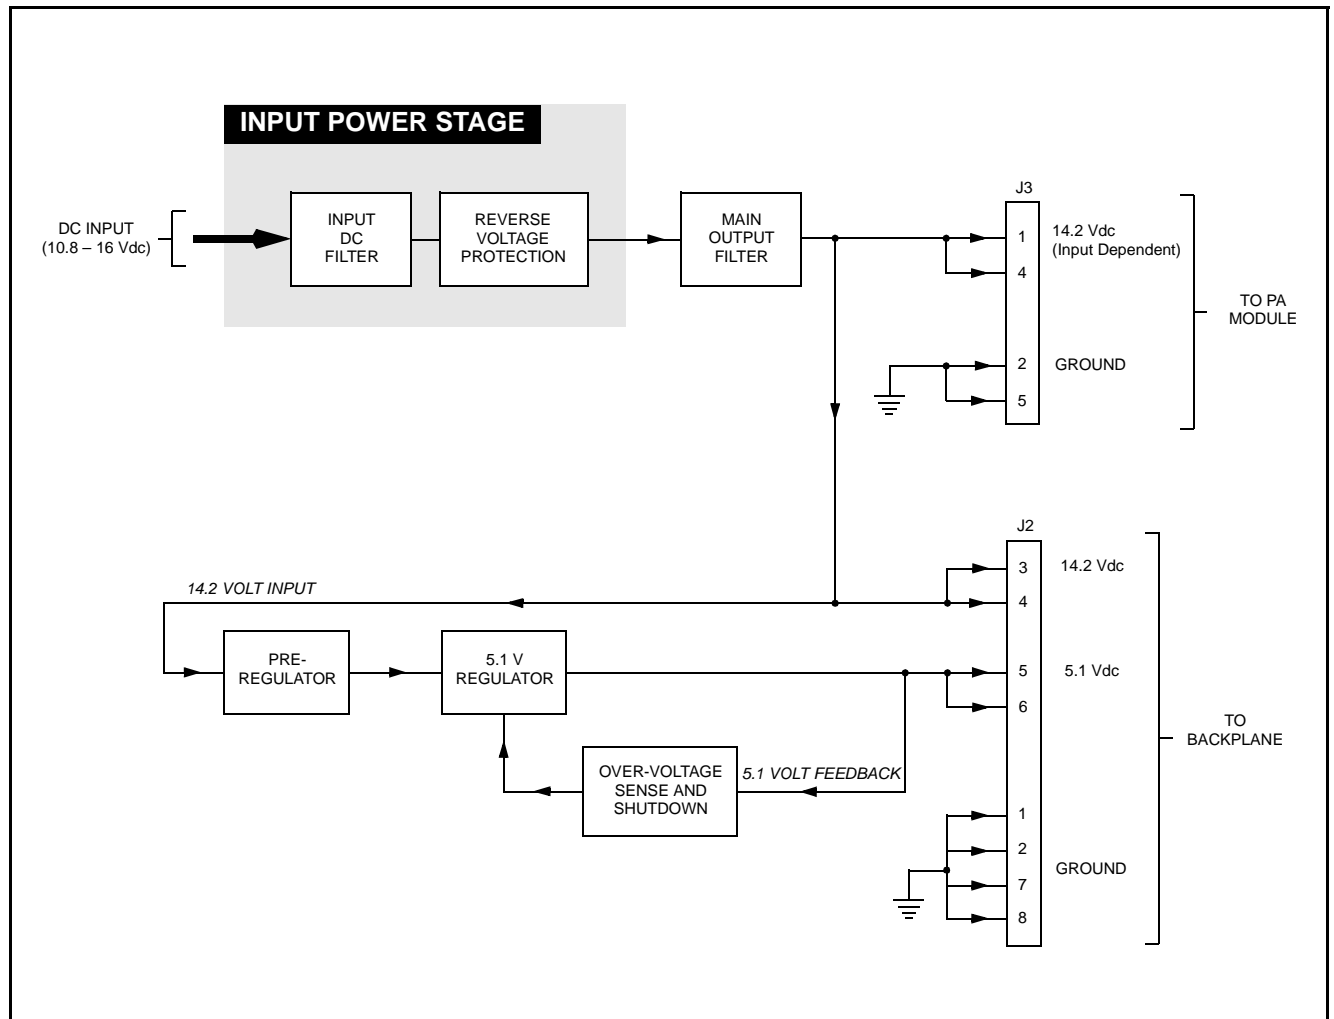 INPUT POWER STAGE
DC INPUT
(10.8 – 16 Vdc)
INPUT
DC
FILTER
REVERSE
VOLTAGE
PROTECTION
MAIN
OUTPUT
FILTER
J3
1
14.2 Vdc
(Input Dependent)
4
2
GROUND
5
TO PA
MODULE
J2
3
14.2 Vdc
4
14.2 VOLT INPUT
PRE-
REGULATOR
5.1 V
REGULATOR
5
5.1 Vdc
6
OVER-VOLTAGE
SENSE AND
SHUTDOWN
5.1 VOLT FEEDBACK
1
2
GROUND
7
8
TO
BACKPLANE